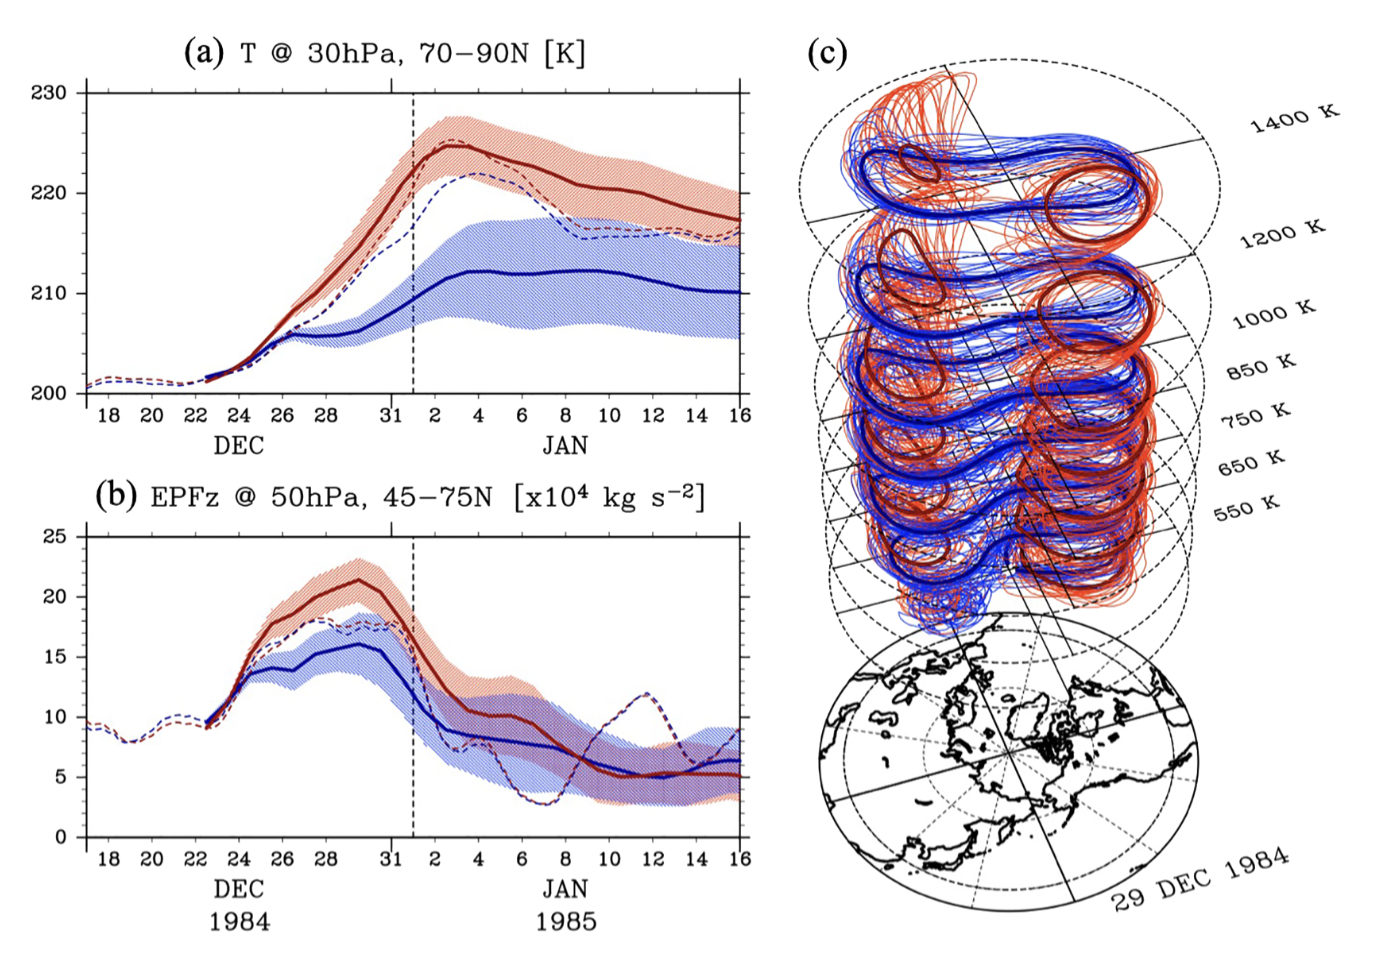 (a) T @ 30hPa, 70−90N [K]
230
220
210
200
18 20 22 24 26 28 31 2 4 6 8 10 12 14 16
DEC JAN
(b) EPFz @ 50hPa, 45−75N [x10⁴ kg s⁻²]
25
20
15
10
5
0
18 20 22 24 26 28 31 2 4 6 8 10 12 14 16
DEC JAN
1984 1985
(c)
1400 K
1200 K
1000 K
850 K
750 K
650 K
550 K
29 DEC 1984